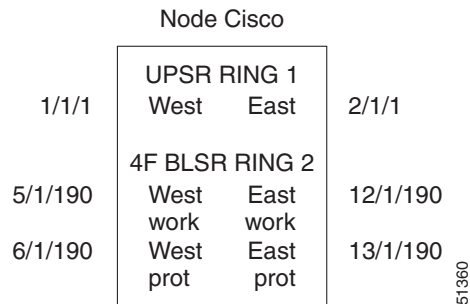 Node Cisco
UPSR RING 1
1/1/1 West East 2/1/1
4F BLSR RING 2
5/1/190 West East 12/1/190
work work
6/1/190 West East 13/1/190
prot prot
51360